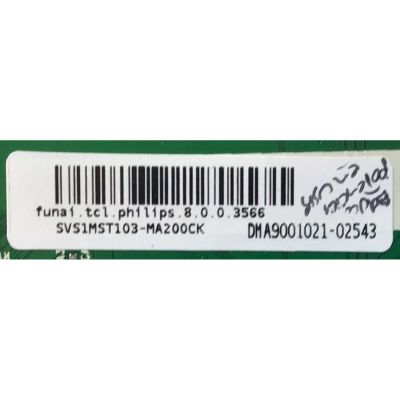 funai.tcl.philips.8.0.0.3566
SVS1MST103-MA200CK
DMA9001021-02543